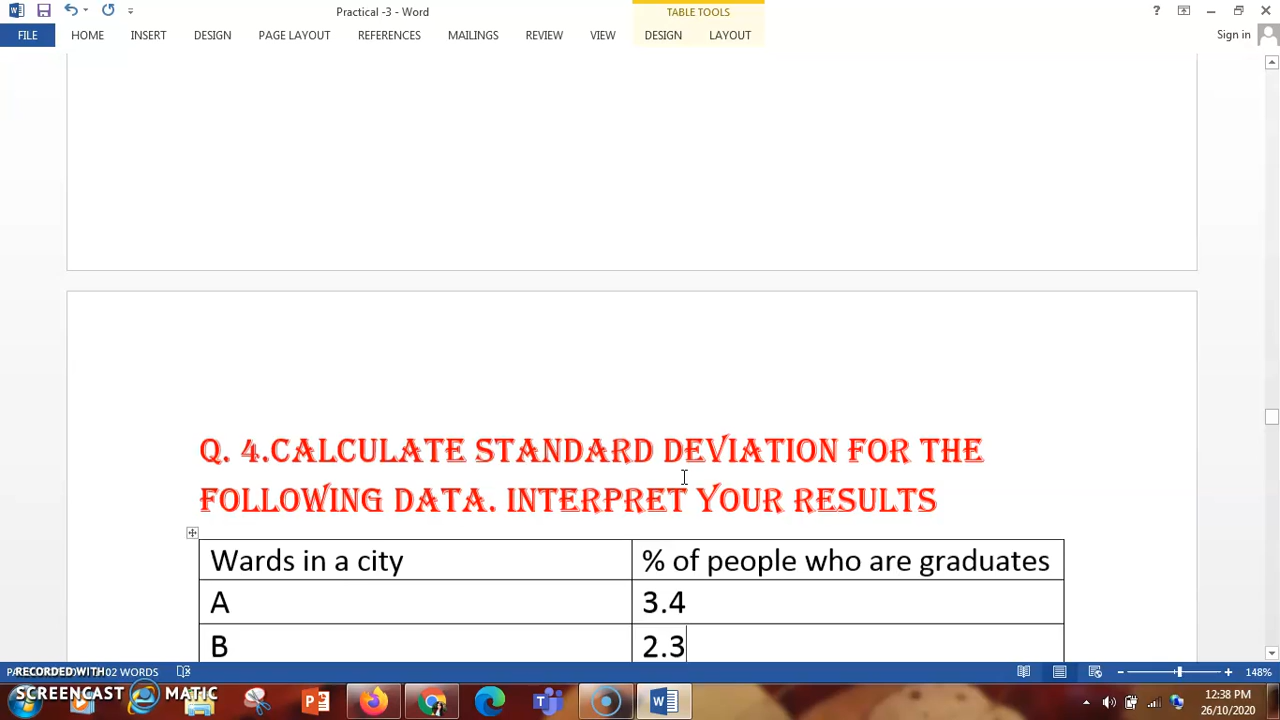 Practical -3 - Word
TABLE TOOLS
?
FILE HOME INSERT DESIGN PAGE LAYOUT REFERENCES MAILINGS REVIEW VIEW DESIGN LAYOUT Sign in
Q. 4.CALCULATE STANDARD DEVIATION FOR THE
FOLLOWING DATA. INTERPRET YOUR RESULTS
Wards in a city % of people who are graduates
A 3.4
B 2.3
02 WORDS 148%
RECORDED WITH
SCREENCAST MATIC
12:38 PM
26/10/2020